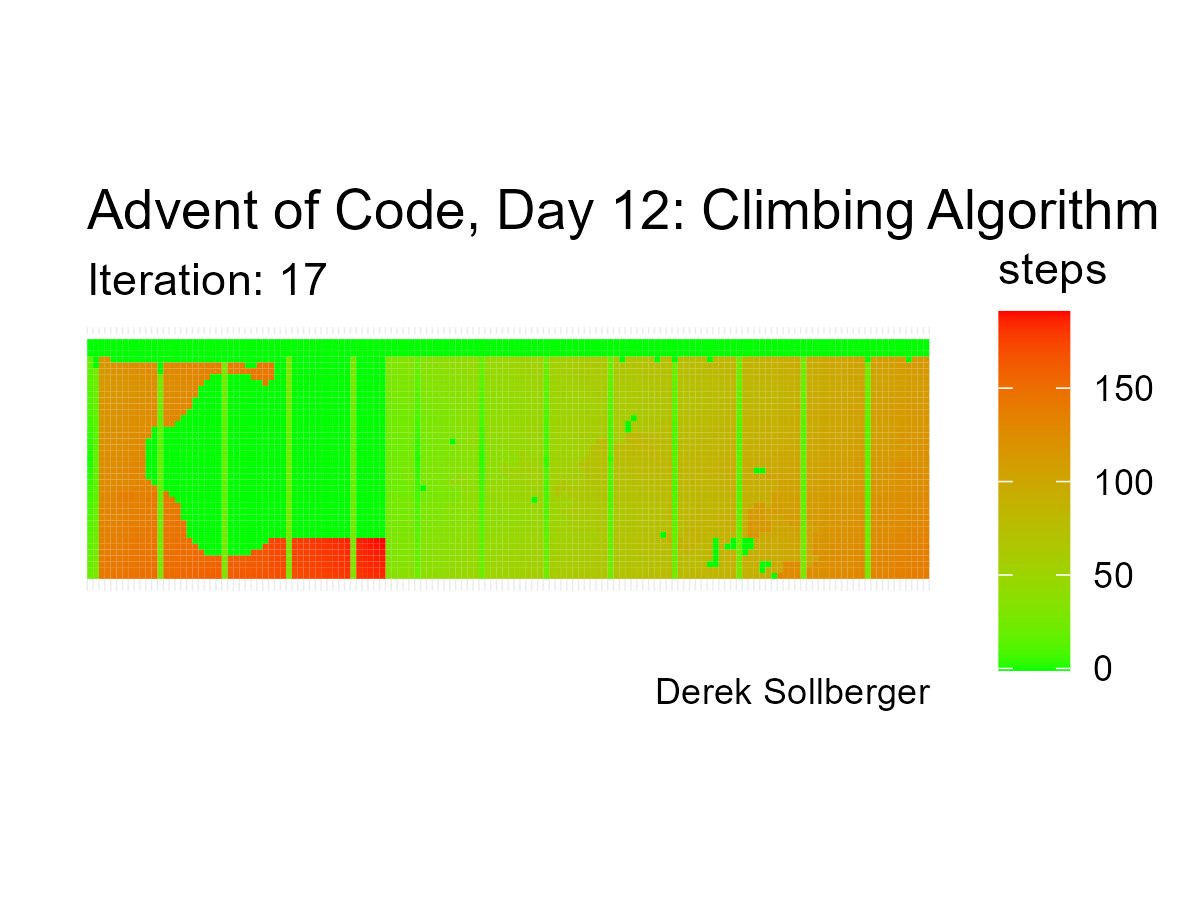 Advent of Code, Day 12: Climbing Algorithm
Iteration: 17
steps
150
100
50
0
Derek Sollberger